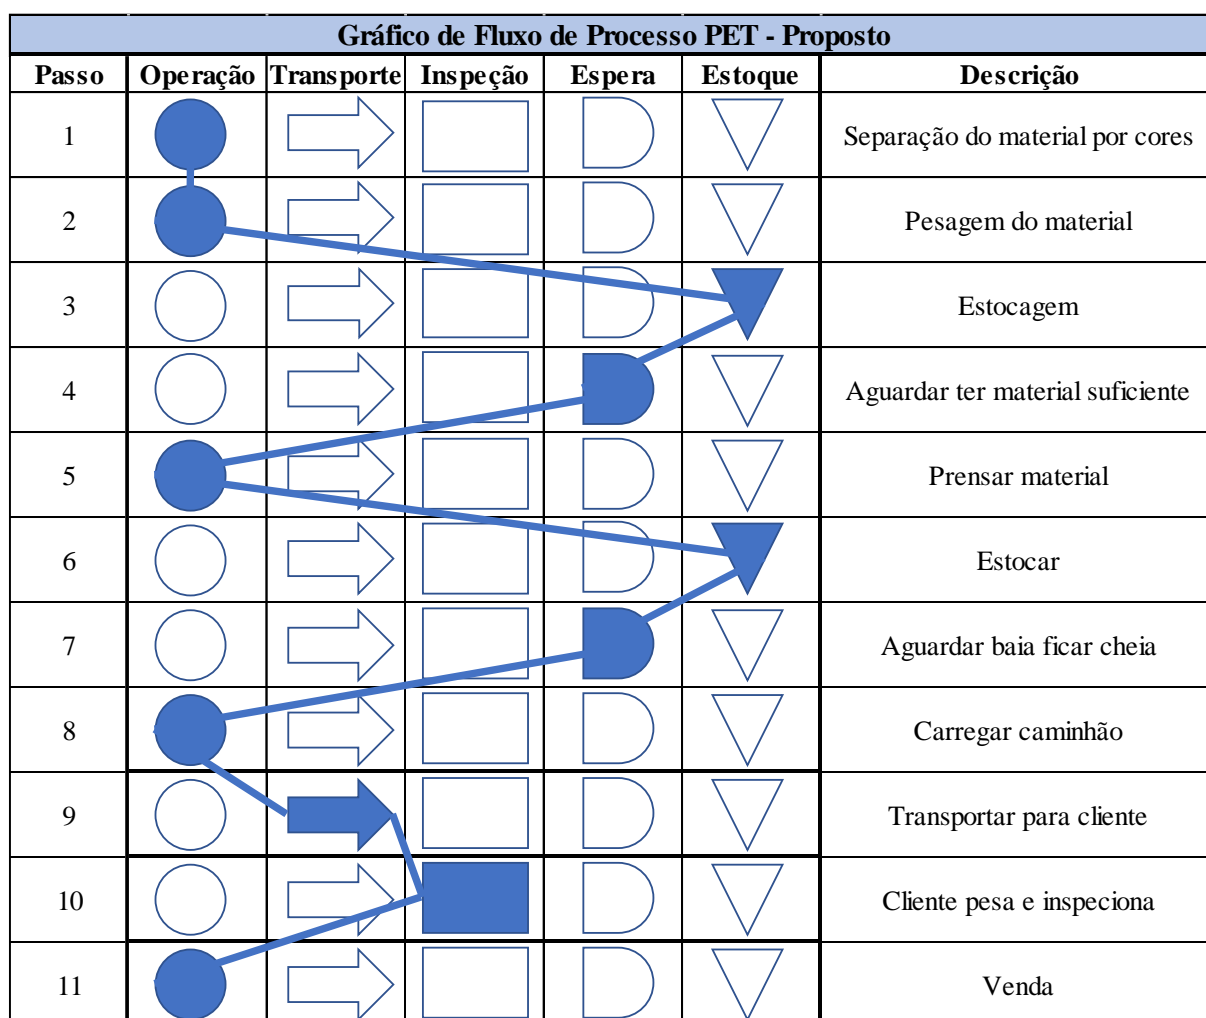 Gráfico de Fluxo de Processo PET - Proposto
Passo Operação Transporte Inspeção Espera Estoque Descrição
1 Separação do material por cores
2 Pesagem do material
3 Estocagem
4 Aguardar ter material suficiente
5 Prensar material
6 Estocar
7 Aguardar baia ficar cheia
8 Carregar caminhão
9 Transportar para cliente
10 Cliente pesa e inspeciona
11 Venda